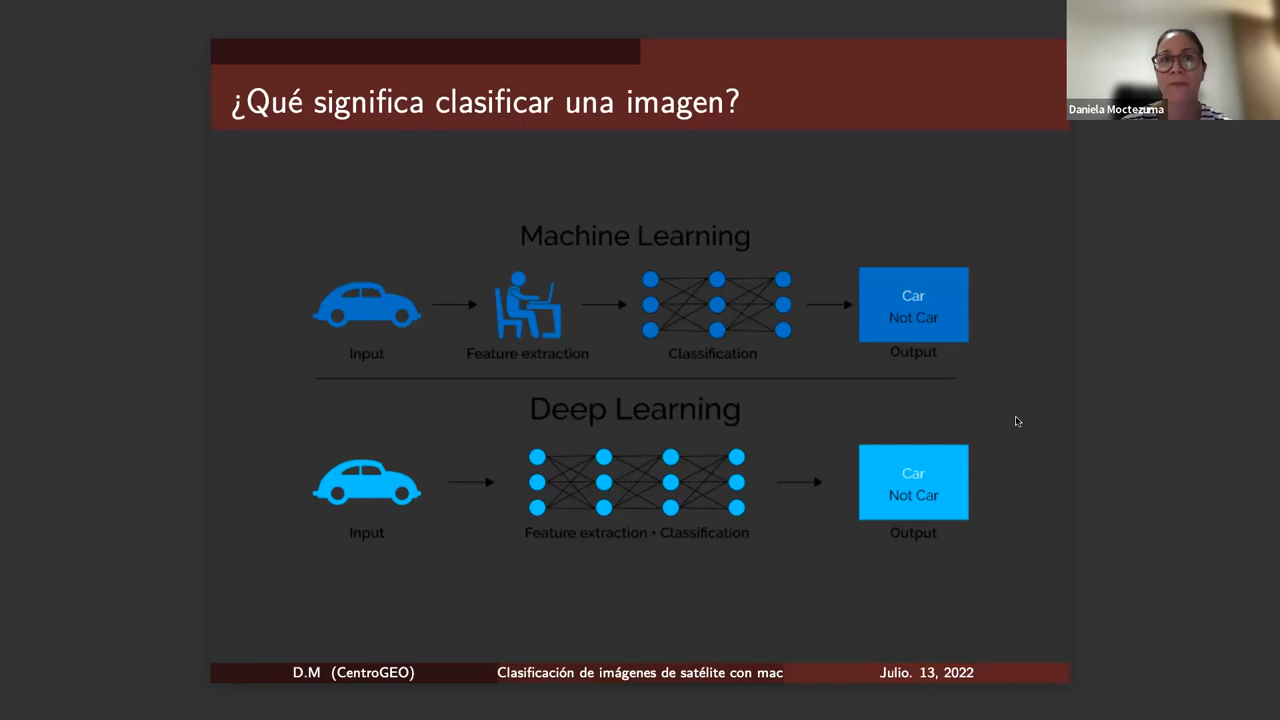 ¿Qué significa clasificar una imagen?
Daniela Moctezuma
Machine Learning
Car
Not Car
Input
Feature extraction
Classification
Output
Deep Learning
Car
Not Car
Input
Feature extraction + Classification
Output
D.M (CentroGEO)
Clasificación de imágenes de satélite con mac
Julio. 13, 2022